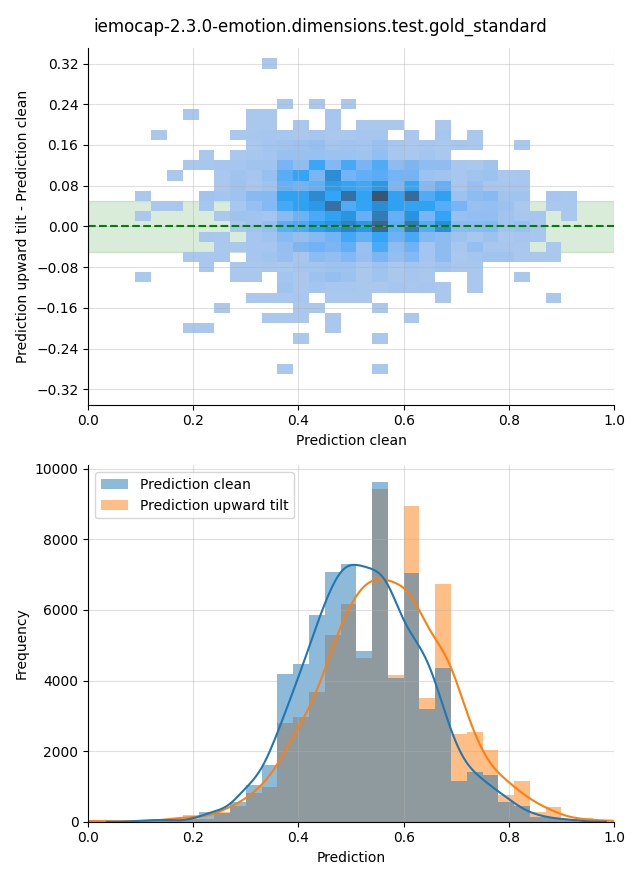 iemocap-2.3.0-emotion.dimensions.test.gold_standard
Prediction upward tilt - Prediction clean
0.32
0.24
0.16
0.08
0.00
−0.08
−0.16
−0.24
−0.32
0.0 0.2 0.4 0.6 0.8 1.0
Prediction clean
Frequency
10000
8000
6000
4000
2000
0
Prediction clean
Prediction upward tilt
0.0 0.2 0.4 0.6 0.8 1.0
Prediction